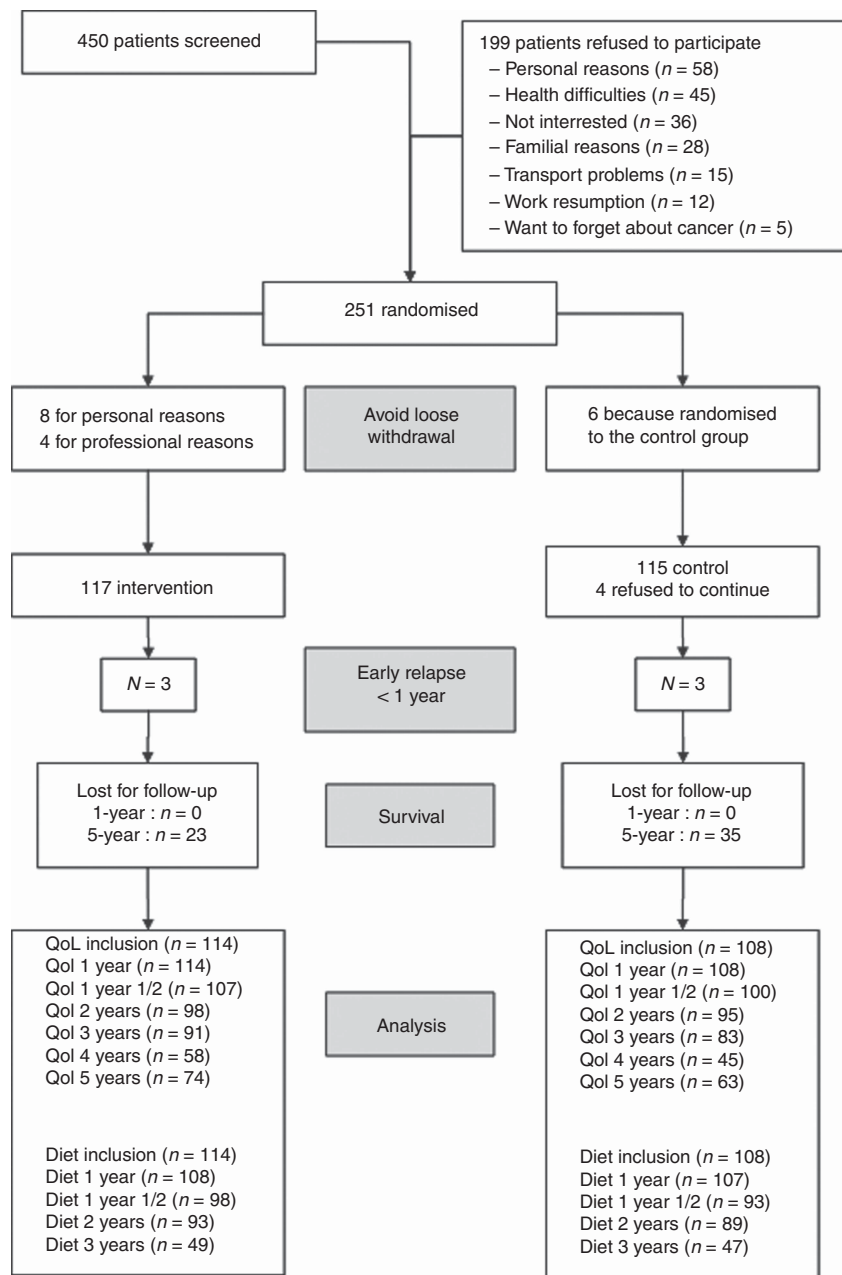 450 patients screened
199 patients refused to participate
– Personal reasons (n = 58)
– Health difficulties (n = 45)
– Not interrested (n = 36)
– Familial reasons (n = 28)
– Transport problems (n = 15)
– Work resumption (n = 12)
– Want to forget about cancer (n = 5)
251 randomised
8 for personal reasons
4 for professional reasons
Avoid loose
withdrawal
6 because randomised
to the control group
117 intervention
115 control
4 refused to continue
N = 3
Early relapse
< 1 year
N = 3
Lost for follow-up
1-year : n = 0
5-year : n = 23
Survival
Lost for follow-up
1-year : n = 0
5-year : n = 35
QoL inclusion (n = 114)
Qol 1 year (n = 114)
Qol 1 year 1/2 (n = 107)
Qol 2 years (n = 98)
Qol 3 years (n = 91)
Qol 4 years (n = 58)
Qol 5 years (n = 74)
Diet inclusion (n = 114)
Diet 1 year (n = 108)
Diet 1 year 1/2 (n = 98)
Diet 2 years (n = 93)
Diet 3 years (n = 49)
Analysis
QoL inclusion (n = 108)
Qol 1 year (n = 108)
Qol 1 year 1/2 (n = 100)
Qol 2 years (n = 95)
Qol 3 years (n = 83)
Qol 4 years (n = 45)
Qol 5 years (n = 63)
Diet inclusion (n = 108)
Diet 1 year (n = 107)
Diet 1 year 1/2 (n = 93)
Diet 2 years (n = 89)
Diet 3 years (n = 47)